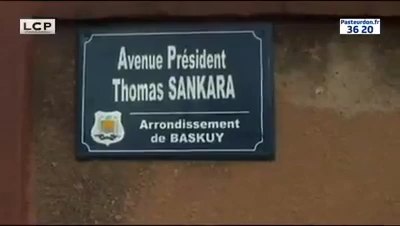 LCP
Pasteurdon.fr
36 20
Avenue Président
Thomas SANKARA
Arrondissement
de BASKUY